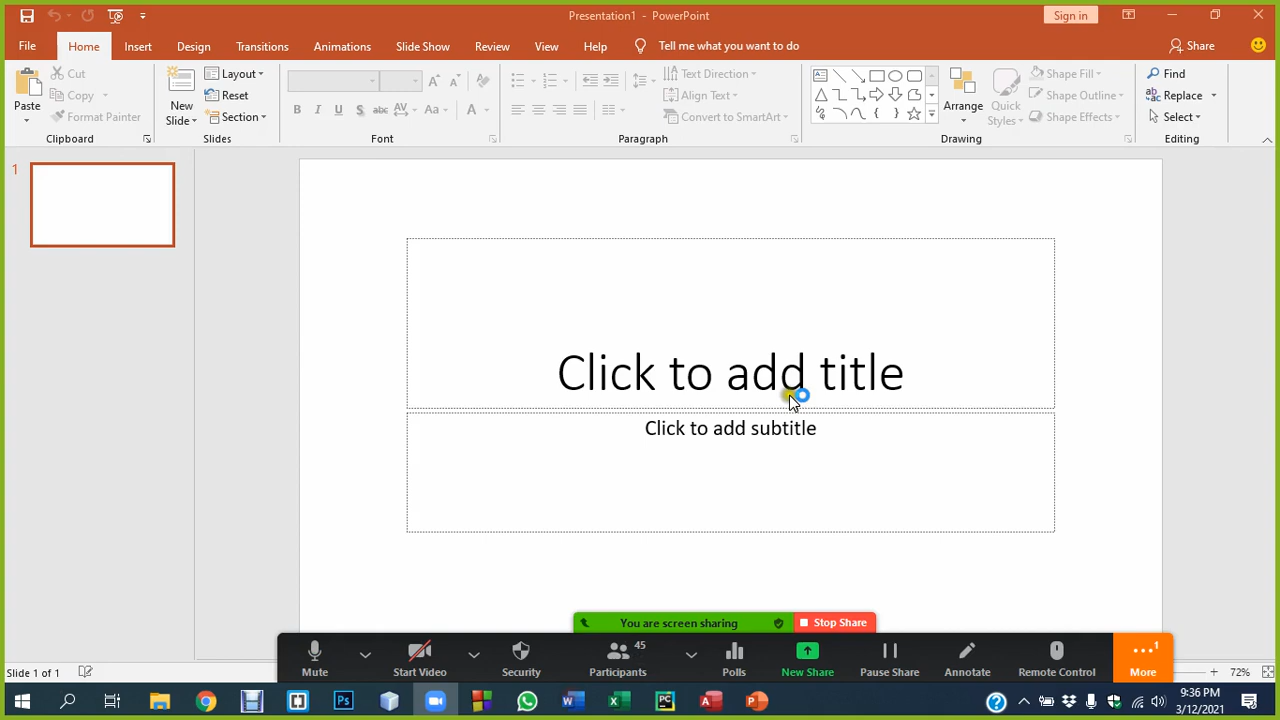 Presentation1 - PowerPoint
Sign in
File Home Insert Design Transitions Animations Slide Show Review View Help Tell me what you want to do Share
Paste Cut Copy Format Painter
Clipboard
New Slide Layout Reset Section
Slides
B I U S abc AV Aa A
Font
Text Direction Align Text Convert to SmartArt
Paragraph
Arrange Quick Styles Shape Fill Shape Outline Shape Effects
Drawing
Find Replace Select
Editing
1
Click to add title
Click to add subtitle
You are screen sharing Stop Share
Mute Start Video Security Participants 45 Polls New Share Pause Share Annotate Remote Control More 1
Slide 1 of 1
72%
9:36 PM
3/12/2021